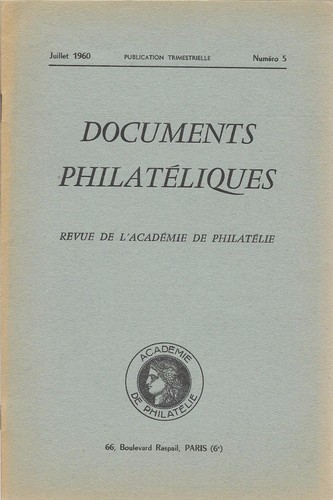 Juillet 1960 PUBLICATION TRIMESTRIELLE Numéro 5
DOCUMENTS
PHILATÉLIQUES
REVUE DE L'ACADÉMIE DE PHILATÉLIE
ACADÉMIE
DE PHILATÉLIE
66, Boulevard Raspail, PARIS (6e)